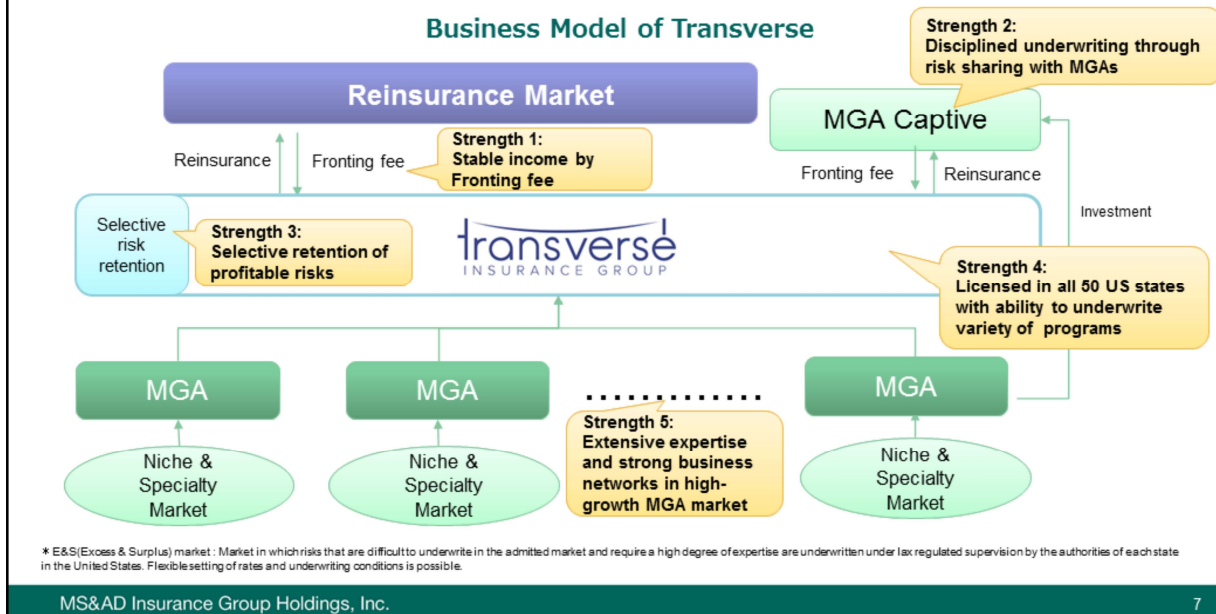 Business Model of Transverse
Strength 2:
Disciplined underwriting through
risk sharing with MGAs
Reinsurance Market
MGA Captive
Reinsurance
Fronting fee
Strength 1:
Stable income by
Fronting fee
Fronting fee
Reinsurance
Investment
Selective
risk
retention
Strength 3:
Selective retention of
profitable risks
transverse
INSURANCE GROUP
Strength 4:
Licensed in all 50 US states
with ability to underwrite
variety of programs
MGA
MGA
MGA
Strength 5:
Extensive expertise
and strong business
networks in high-
growth MGA market
Niche &
Specialty
Market
Niche &
Specialty
Market
Niche &
Specialty
Market
* E&S(Excess & Surplus) market : Market in which risks that are difficult to underwrite in the admitted market and require a high degree of expertise are underwritten under lax regulated supervision by the authorities of each state
in the United States. Flexible setting of rates and underwriting conditions is possible.
MS&AD Insurance Group Holdings, Inc.
7